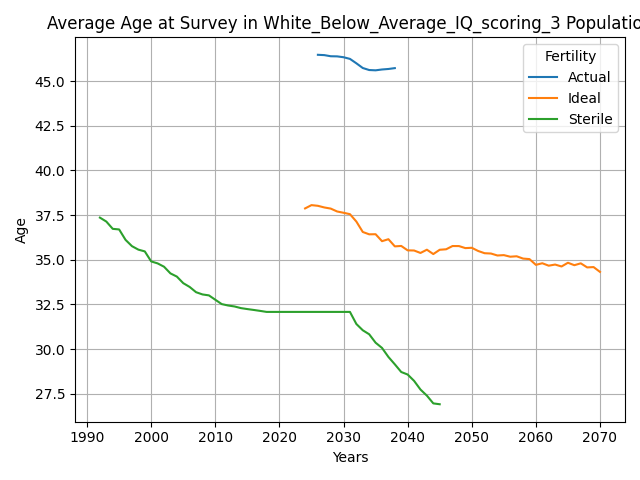 Average Age at Survey in White_Below_Average_IQ_scoring_3 Populatio
Fertility
Actual
Ideal
Sterile
Age
45.0
42.5
40.0
37.5
35.0
32.5
30.0
27.5
1990 2000 2010 2020 2030 2040 2050 2060 2070
Years